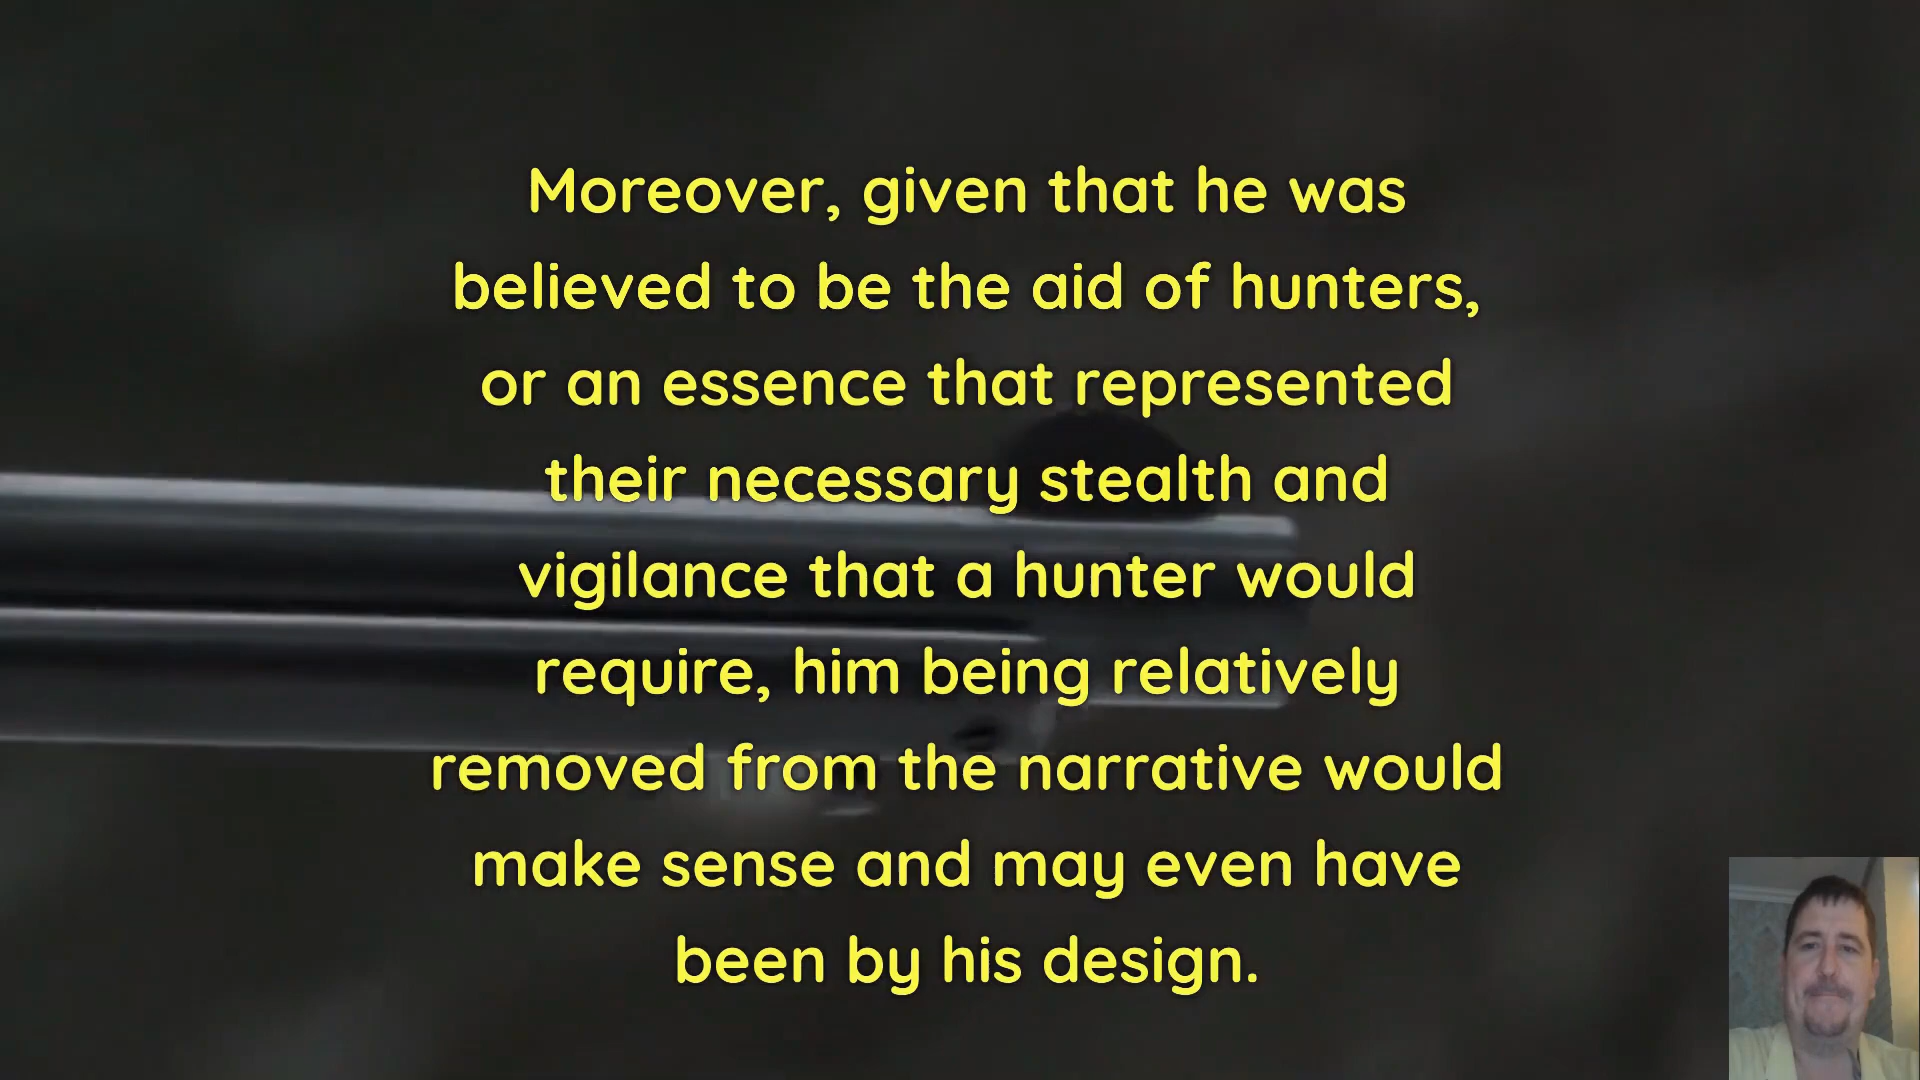 Moreover, given that he was
believed to be the aid of hunters,
or an essence that represented
their necessary stealth and
vigilance that a hunter would
require, him being relatively
removed from the narrative would
make sense and may even have
been by his design.